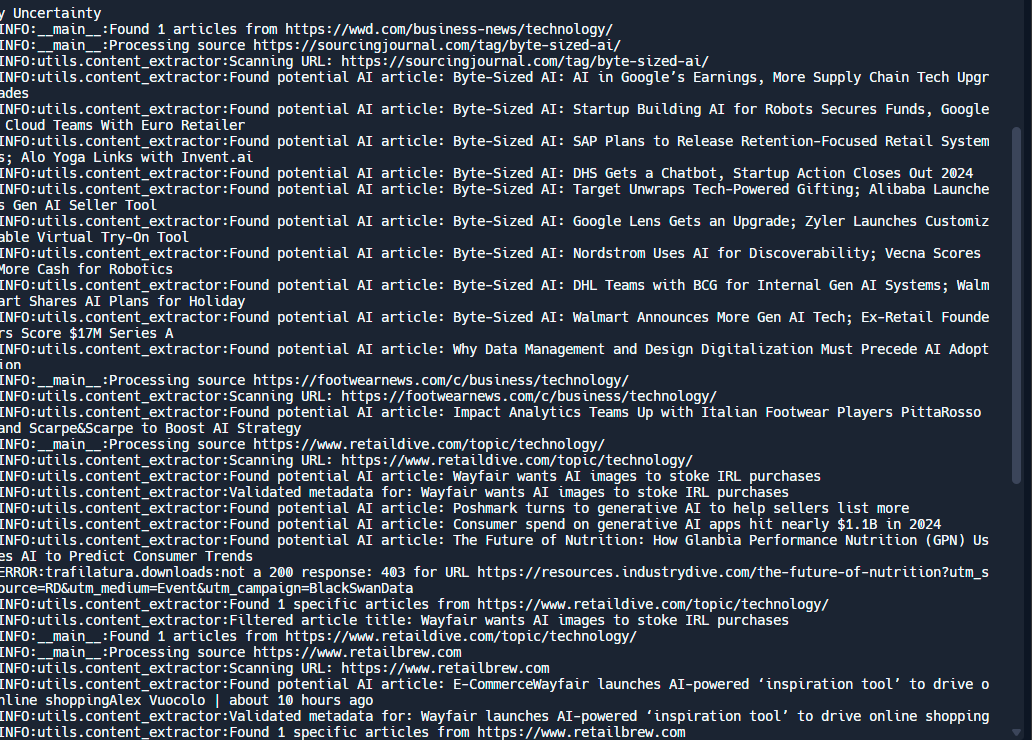 y Uncertainty
INFO:__main__:Found 1 articles from https://wwd.com/business-news/technology/
INFO:__main__:Processing source https://sourcingjournal.com/tag/byte-sized-ai/
INFO:utils.content_extractor:Scanning URL: https://sourcingjournal.com/tag/byte-sized-ai/
INFO:utils.content_extractor:Found potential AI article: Byte-Sized AI: AI in Google’s Earnings, More Supply Chain Tech Upgr
ades
INFO:utils.content_extractor:Found potential AI article: Byte-Sized AI: Startup Building AI for Robots Secures Funds, Google
 Cloud Teams With Euro Retailer
INFO:utils.content_extractor:Found potential AI article: Byte-Sized AI: SAP Plans to Release Retention-Focused Retail System
s; Alo Yoga Links with Invent.ai
INFO:utils.content_extractor:Found potential AI article: Byte-Sized AI: DHS Gets a Chatbot, Startup Action Closes Out 2024
INFO:utils.content_extractor:Found potential AI article: Byte-Sized AI: Target Unwraps Tech-Powered Gifting; Alibaba Launche
s Gen AI Seller Tool
INFO:utils.content_extractor:Found potential AI article: Byte-Sized AI: Google Lens Gets an Upgrade; Zyler Launches Customiz
able Virtual Try-On Tool
INFO:utils.content_extractor:Found potential AI article: Byte-Sized AI: Nordstrom Uses AI for Discoverability; Vecna Scores
More Cash for Robotics
INFO:utils.content_extractor:Found potential AI article: Byte-Sized AI: DHL Teams with BCG for Internal Gen AI Systems; Walm
art Shares AI Plans for Holiday
INFO:utils.content_extractor:Found potential AI article: Byte-Sized AI: Walmart Announces More Gen AI Tech; Ex-Retail Founde
rs Score $17M Series A
INFO:utils.content_extractor:Found potential AI article: Why Data Management and Design Digitalization Must Precede AI Adopt
ion
INFO:__main__:Processing source https://footwearnews.com/c/business/technology/
INFO:utils.content_extractor:Scanning URL: https://footwearnews.com/c/business/technology/
INFO:utils.content_extractor:Found potential AI article: Impact Analytics Teams Up with Italian Footwear Players PittaRosso
and Scarpe&Scarpe to Boost AI Strategy
INFO:__main__:Processing source https://www.retaildive.com/topic/technology/
INFO:utils.content_extractor:Scanning URL: https://www.retaildive.com/topic/technology/
INFO:utils.content_extractor:Found potential AI article: Wayfair wants AI images to stoke IRL purchases
INFO:utils.content_extractor:Validated metadata for: Wayfair wants AI images to stoke IRL purchases
INFO:utils.content_extractor:Found potential AI article: Poshmark turns to generative AI to help sellers list more
INFO:utils.content_extractor:Found potential AI article: Consumer spend on generative AI apps hit nearly $1.1B in 2024
INFO:utils.content_extractor:Found potential AI article: The Future of Nutrition: How Glanbia Performance Nutrition (GPN) Us
es AI to Predict Consumer Trends
ERROR:trafilatura.downloads:not a 200 response: 403 for URL https://resources.industrydive.com/the-future-of-nutrition?utm_s
ource=RD&utm_medium=Event&utm_campaign=BlackSwanData
INFO:utils.content_extractor:Found 1 specific articles from https://www.retaildive.com/topic/technology/
INFO:utils.content_extractor:Filtered article title: Wayfair wants AI images to stoke IRL purchases
INFO:__main__:Found 1 articles from https://www.retaildive.com/topic/technology/
INFO:__main__:Processing source https://www.retailbrew.com
INFO:utils.content_extractor:Scanning URL: https://www.retailbrew.com
INFO:utils.content_extractor:Found potential AI article: E-CommerceWayfair launches AI-powered ‘inspiration tool’ to drive o
nline shoppingAlex Vuocolo | about 10 hours ago
INFO:utils.content_extractor:Validated metadata for: Wayfair launches AI-powered ‘inspiration tool’ to drive online shopping
INFO:utils.content_extractor:Found 1 specific articles from https://www.retailbrew.com